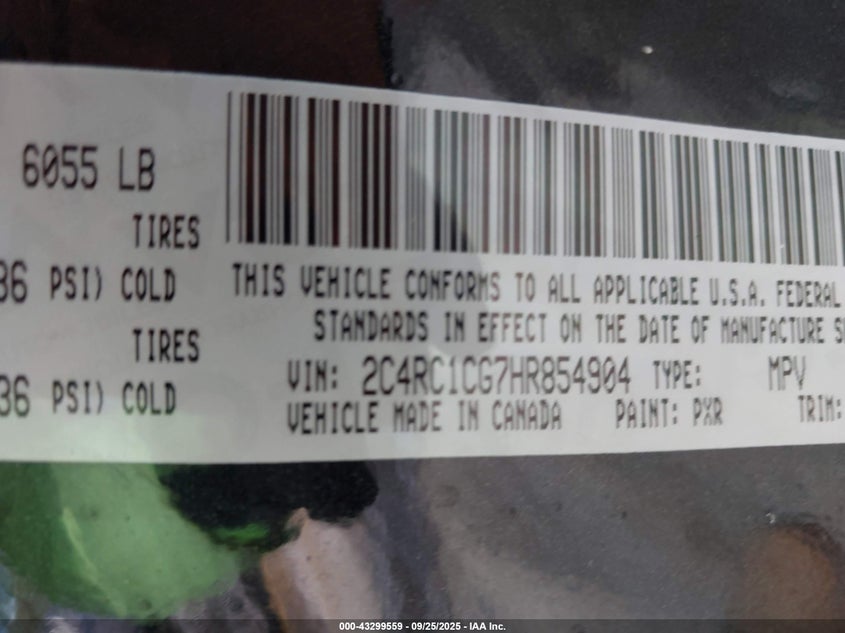 6055 LB
TIRES
36 PSI) COLD
TIRES
36 PSI) COLD
THIS VEHICLE CONFORMS TO ALL APPLICABLE U.S.A. FEDERAL
STANDARDS IN EFFECT ON THE DATE OF MANUFACTURE
VIN: 2C4RC1CG7HR854904 TYPE: MPV
VEHICLE MADE IN CANADA PAINT: PXR TRIM:
000-43299559 - 09/25/2025 - IAA Inc.